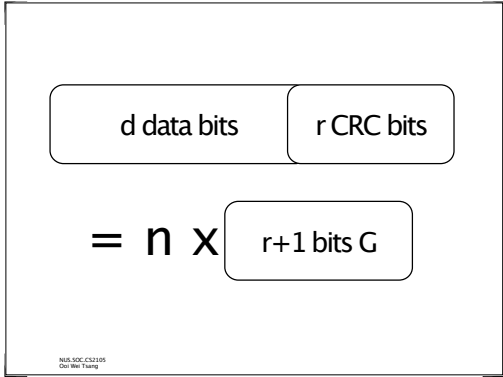 d data bits r CRC bits
= n x r+1 bits G
NUS.SOC.CS2105
Ooi Wei Tsang